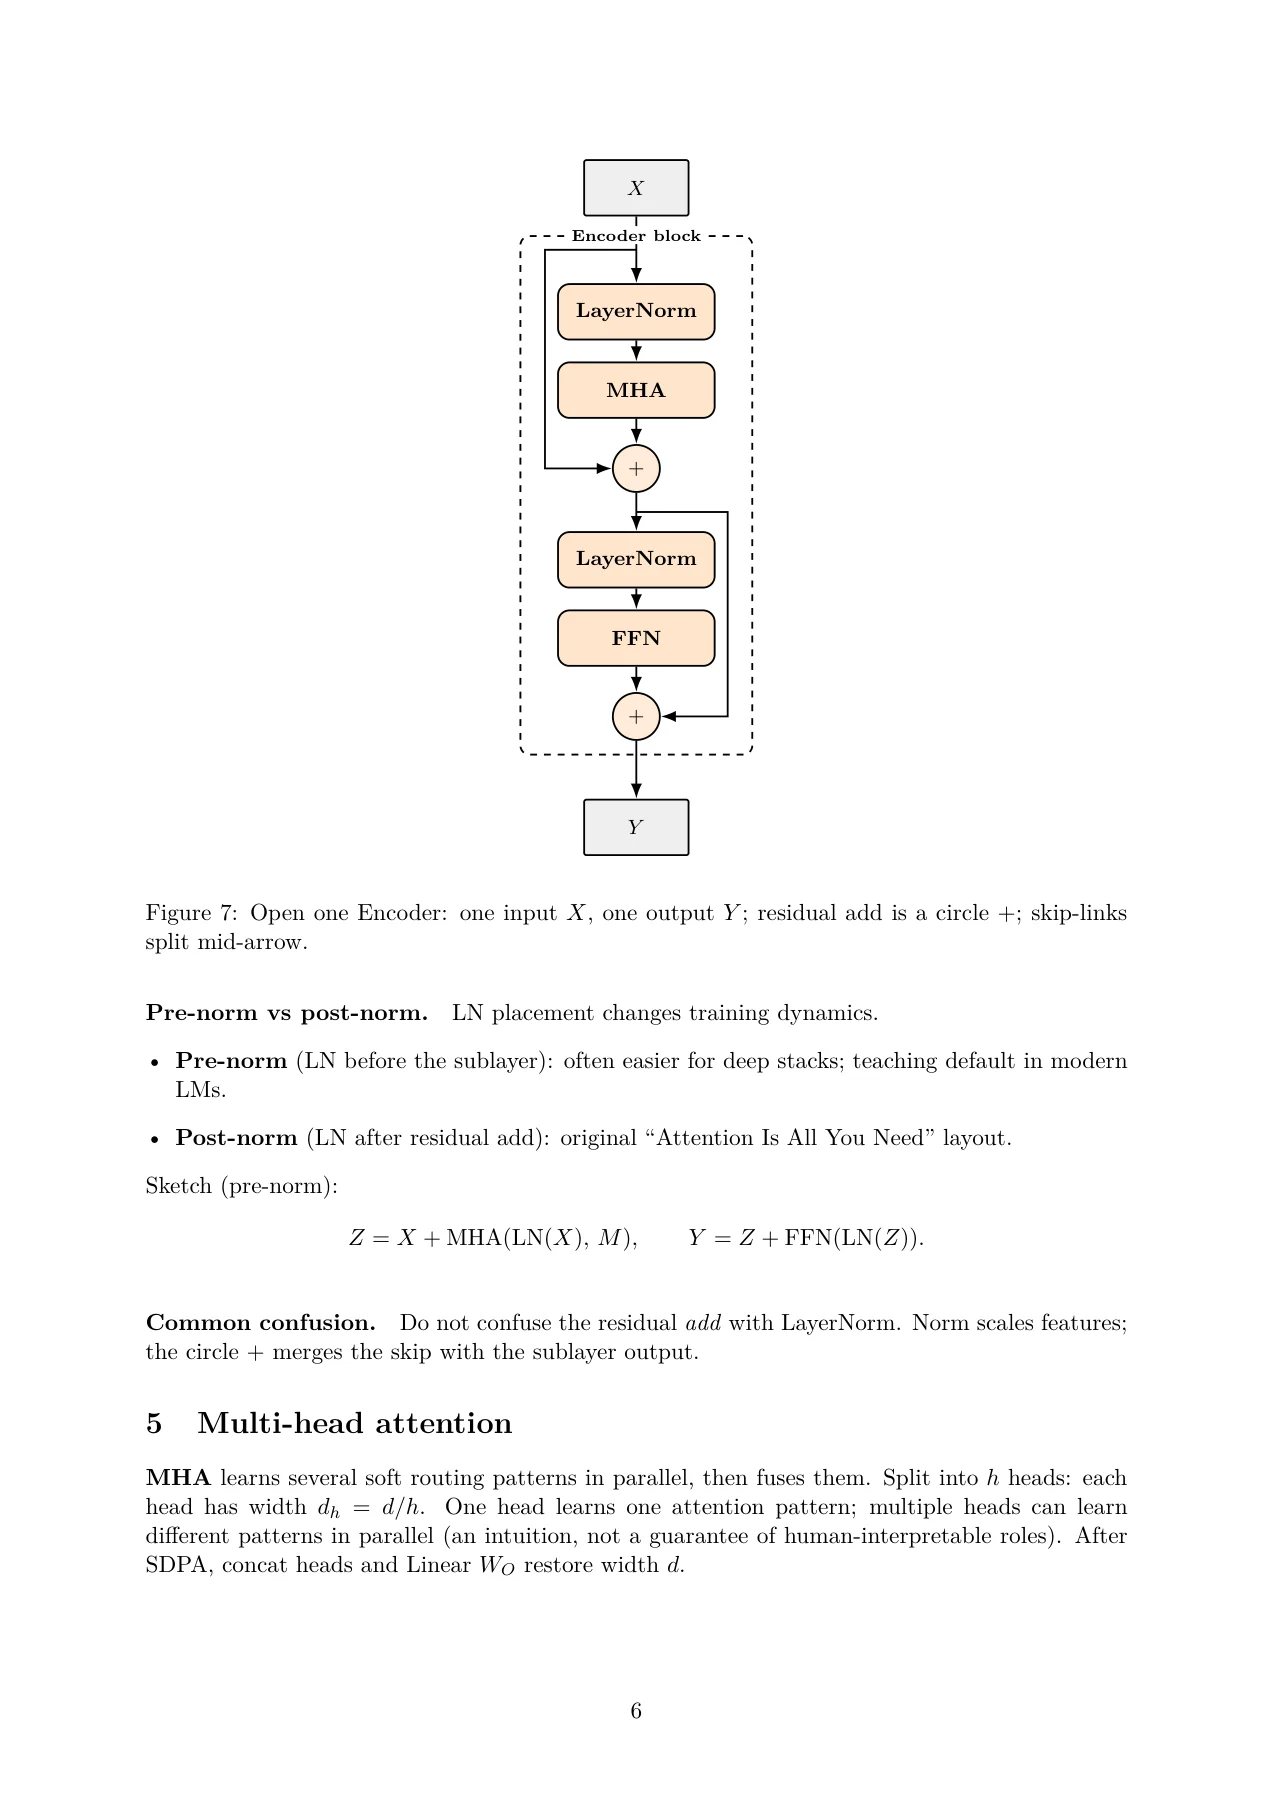 X
Encoder block
LayerNorm
MHA
+
LayerNorm
FFN
+
Y
Figure 7: Open one Encoder: one input X, one output Y; residual add is a circle +; skip-links
split mid-arrow.
Pre-norm vs post-norm. LN placement changes training dynamics.
• Pre-norm (LN before the sublayer): often easier for deep stacks; teaching default in modern
LMs.
• Post-norm (LN after residual add): original “Attention Is All You Need” layout.
Sketch (pre-norm):
Z = X + MHA(LN(X), M), Y = Z + FFN(LN(Z)).
Common confusion. Do not confuse the residual add with LayerNorm. Norm scales features;
the circle + merges the skip with the sublayer output.
5 Multi-head attention
MHA learns several soft routing patterns in parallel, then fuses them. Split into h heads: each
head has width d_h = d/h. One head learns one attention pattern; multiple heads can learn
different patterns in parallel (an intuition, not a guarantee of human-interpretable roles). After
SDPA, concat heads and Linear W_O restore width d.
6